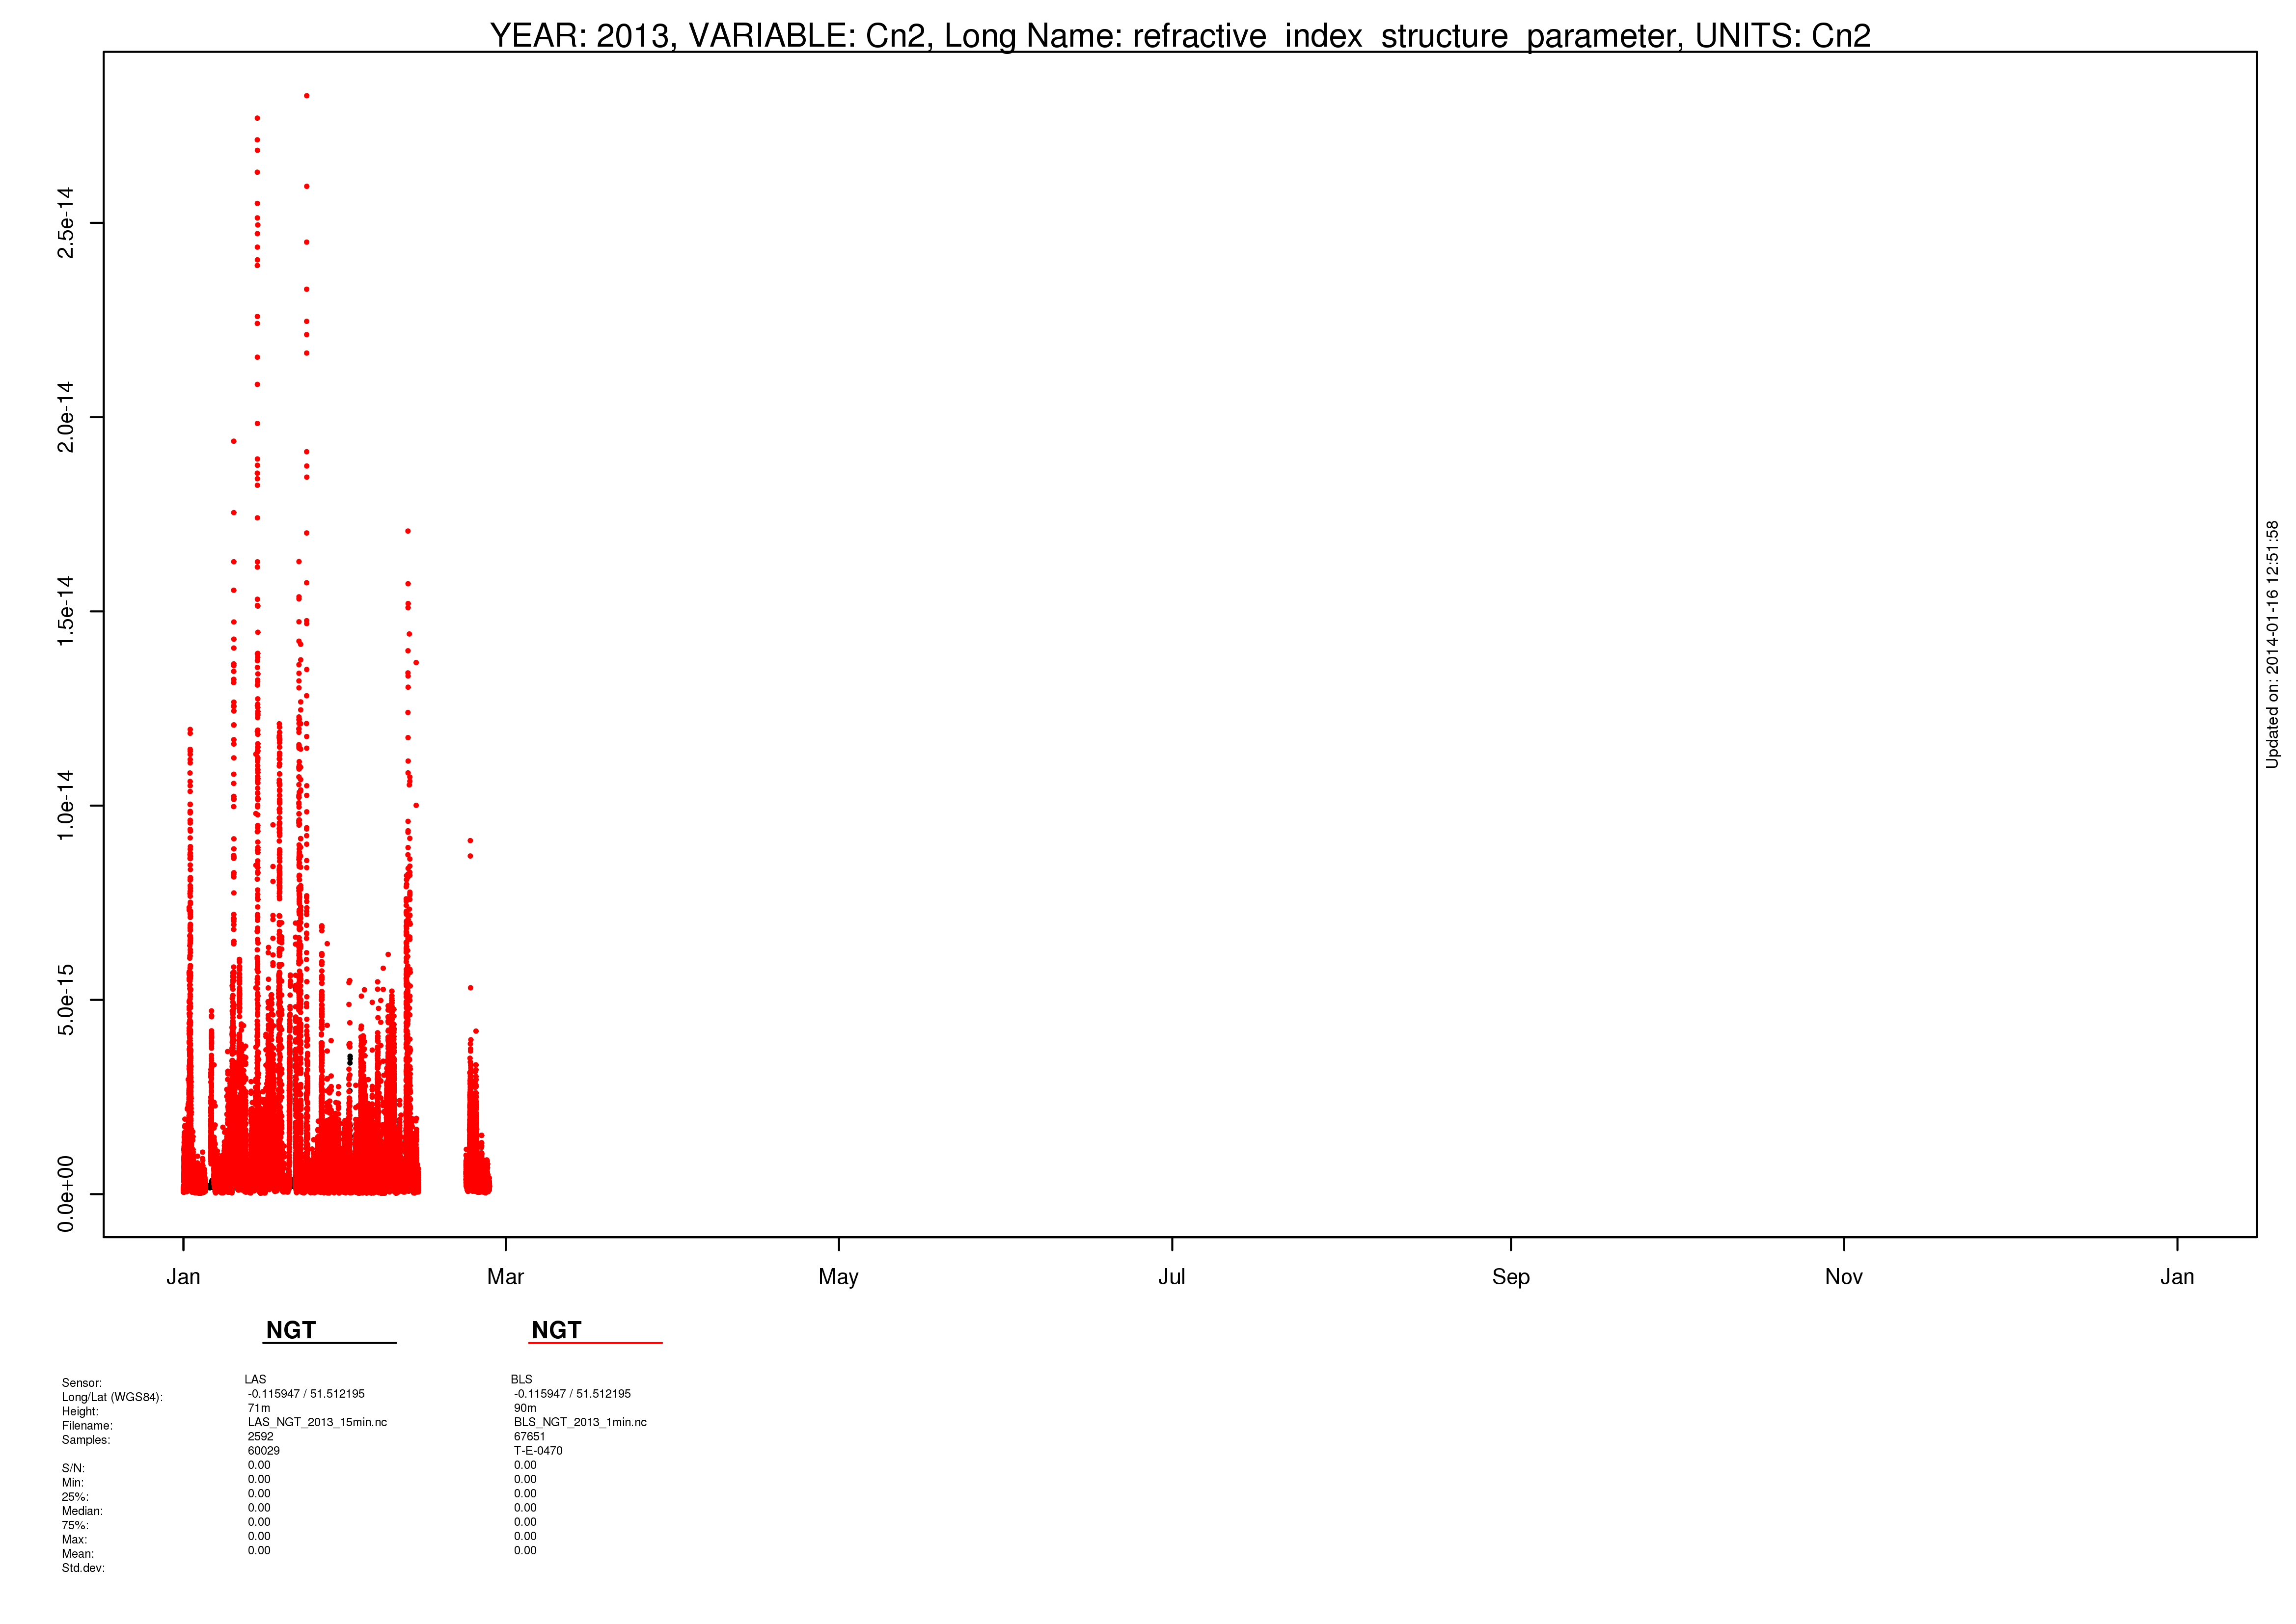 YEAR: 2013, VARIABLE: Cn2, Long Name: refractive index structure parameter, UNITS: Cn2
2.5e-14
2.0e-14
1.5e-14
1.0e-14
5.0e-15
0.0e+00
Updated on: 2014-01-16 12:51:58
Jan Mar May Jul Sep Nov Jan
NGT NGT
Sensor: LAS BLS
Long/Lat (WGS84): -0.115947 / 51.512195 -0.115947 / 51.512195
Height: 71m 90m
Filename: LAS_NGT_2013_15min.nc BLS_NGT_2013_1min.nc
Samples: 2592 67651
60029 T-E-0470
S/N: 0.00 0.00
Min: 0.00 0.00
25%: 0.00 0.00
Median: 0.00 0.00
75%: 0.00 0.00
Max: 0.00 0.00
Mean: 0.00 0.00
Std.dev: